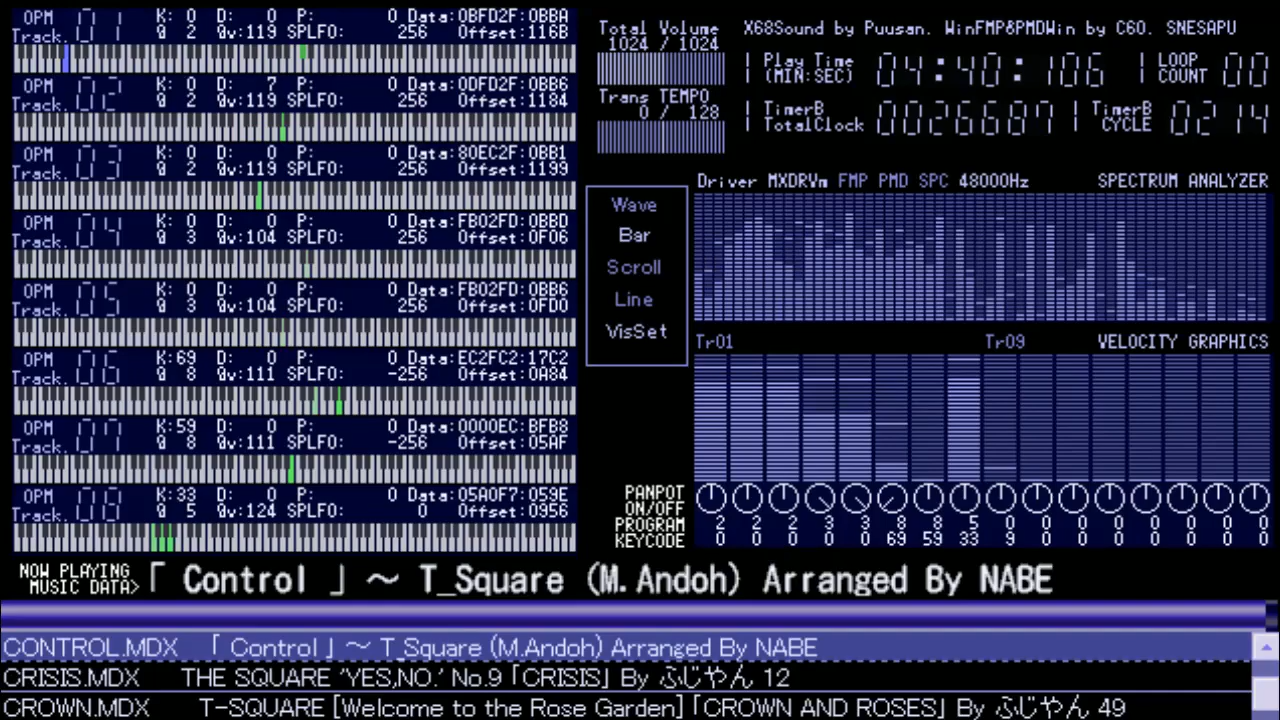 OPM Track. 01 K: 0 D: 0 P: 0 Data:0BFD2F:0BBA
@ 2 @v:119 SPLFO: 256 Offset:116B
OPM Track. 02 K: 0 D: 7 P: 0 Data:0DFD2F:0BB6
@ 2 @v:119 SPLFO: 256 Offset:1184
OPM Track. 03 K: 0 D: 0 P: 0 Data:80EC2F:0BB1
@ 2 @v:119 SPLFO: 256 Offset:1199
OPM Track. 04 K: 0 D: 0 P: 0 Data:FB02FD:0BBD
@ 3 @v:104 SPLFO: 256 Offset:0F06
OPM Track. 05 K: 0 D: 0 P: 0 Data:FB02FD:0BB6
@ 3 @v:104 SPLFO: 256 Offset:0FD0
OPM Track. 06 K:69 D: 0 P: 0 Data:EC2FC2:17C2
@ 8 @v:111 SPLFO: -256 Offset:0A84
OPM Track. 07 K:59 D: 0 P: 0 Data:0000EC:BFB8
@ 8 @v:111 SPLFO: -256 Offset:05AF
OPM Track. 08 K:33 D: 0 P: 0 Data:05A0F7:059E
@ 5 @v:124 SPLFO: 0 Offset:0956
Total Volume
1024 / 1024
Trans TEMPO
0 / 128
X68Sound by Puusan. WinFMP&PMDWin by C60. SNESAPU
Play Time (MIN:SEC) 04:40:106 LOOP COUNT 00
TimerB TotalClock 0026687 TimerB CYCLE 0214
Driver MXDRVm FMP PMD SPC 48000Hz SPECTRUM ANALYZER
Wave
Bar
Scroll
Line
VisSet
Tr01 Tr09 VELOCITY GRAPHICS
PANPOT
ON/OFF
PROGRAM 2 2 2 3 3 8 8 5 0 0 0 0 0 0 0 0
KEYCODE 0 0 0 0 0 69 59 33 9 0 0 0 0 0 0 0
NOW PLAYING MUSIC DATA> 「 Control 」 ～ T_Square (M.Andoh) Arranged By NABE
CONTROL.MDX 「 Control 」 ～ T_Square (M.Andoh) Arranged By NABE
CRISIS.MDX THE SQUARE 'YES,NO.' No.9 「CRISIS」 By ふじやん 12
CROWN.MDX T-SQUARE [Welcome to the Rose Garden] 「CROWN AND ROSES」 By ふじやん 49